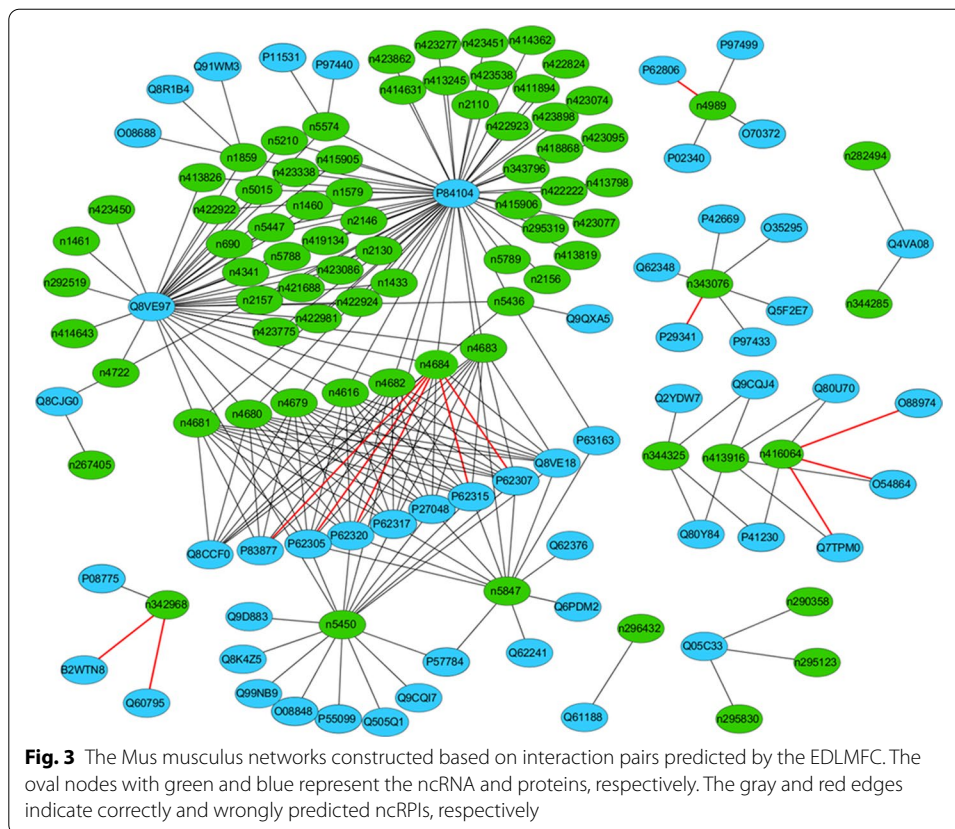 n423277 n423451 n414362
P97499
Q91WM3 P11531 n423862
P97440
n422824
P62806
Q8R1B4 n414631 n413245 n423538 n411894
n2110 n423074
n4989
O08688 n5574 n5210 n422923 n423898 n423095
O70372
n1859 n415905 n418868 P02340 n282494
n413826 n423338 n343796
n5015 n1579 P84104 n422222 n413798
n423450 n422922 n1460 n415906 P42669
n5447 n2146 n295319 n423077 O35295
n1461 n690 n419134 Q4VA08
n5788 n2130 n5789 n413819 Q62348
n292519 n4341 n423086 n2156 n343076
n421688 n1433
Q8VE97 n2157 n422924 n5436 Q5F2E7
n422981 Q9QXA5 n344285
n414643 n423775 P29341 P97433
n4683
n4722 n4684
n4682 Q9CQJ4
Q8CJG0 n4616 Q2YDW7 Q80U70
n4679 O88974
n4680
n4681 P63163
n267405 n344325 n413916 n416064
Q8VE18
P62307 O54864
P62315
P27048
P62317 Q80Y84 P41230
P62320 Q7TPM0
Q8CCF0 P83877 P62305
Q62376
P08775 n5847
n342968 Q6PDM2 n290358
Q9D883 n5450 n296432
Q05C33
B2WTN8 Q8K4Z5 P57784 Q62241 n295123
Q99NB9 Q9CQI7
Q60795 O08848 P55099 Q505Q1 Q61188 n295830
Fig. 3 The Mus musculus networks constructed based on interaction pairs predicted by the EDLMFC. The
oval nodes with green and blue represent the ncRNA and proteins, respectively. The gray and red edges
indicate correctly and wrongly predicted ncRPIs, respectively